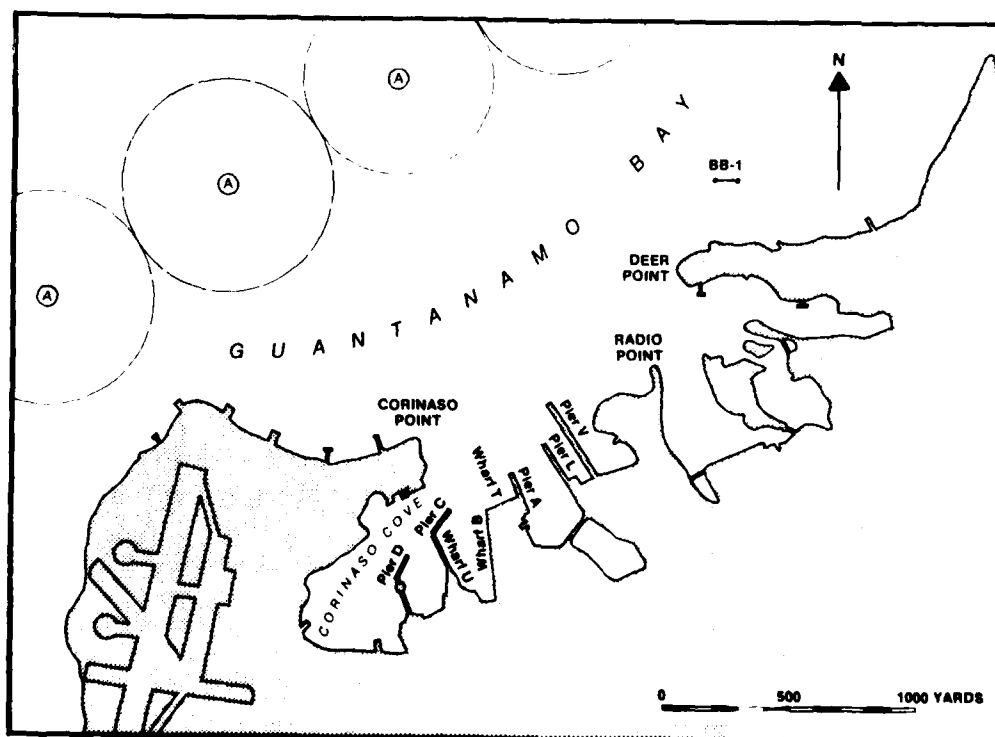 A
N
BB-1
A
A
GUANTANAMO BAY
DEER
POINT
RADIO
POINT
CORINASO
POINT
Pier V
Pier L
Wharf T
Pier A
Pier C
Wharf U
Wharf B
CORINASO COVE
Pier D
0 500 1000 YARDS